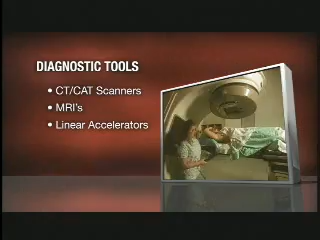 DIAGNOSTIC TOOLS
• CT/CAT Scanners
• MRI's
• Linear Accelerators